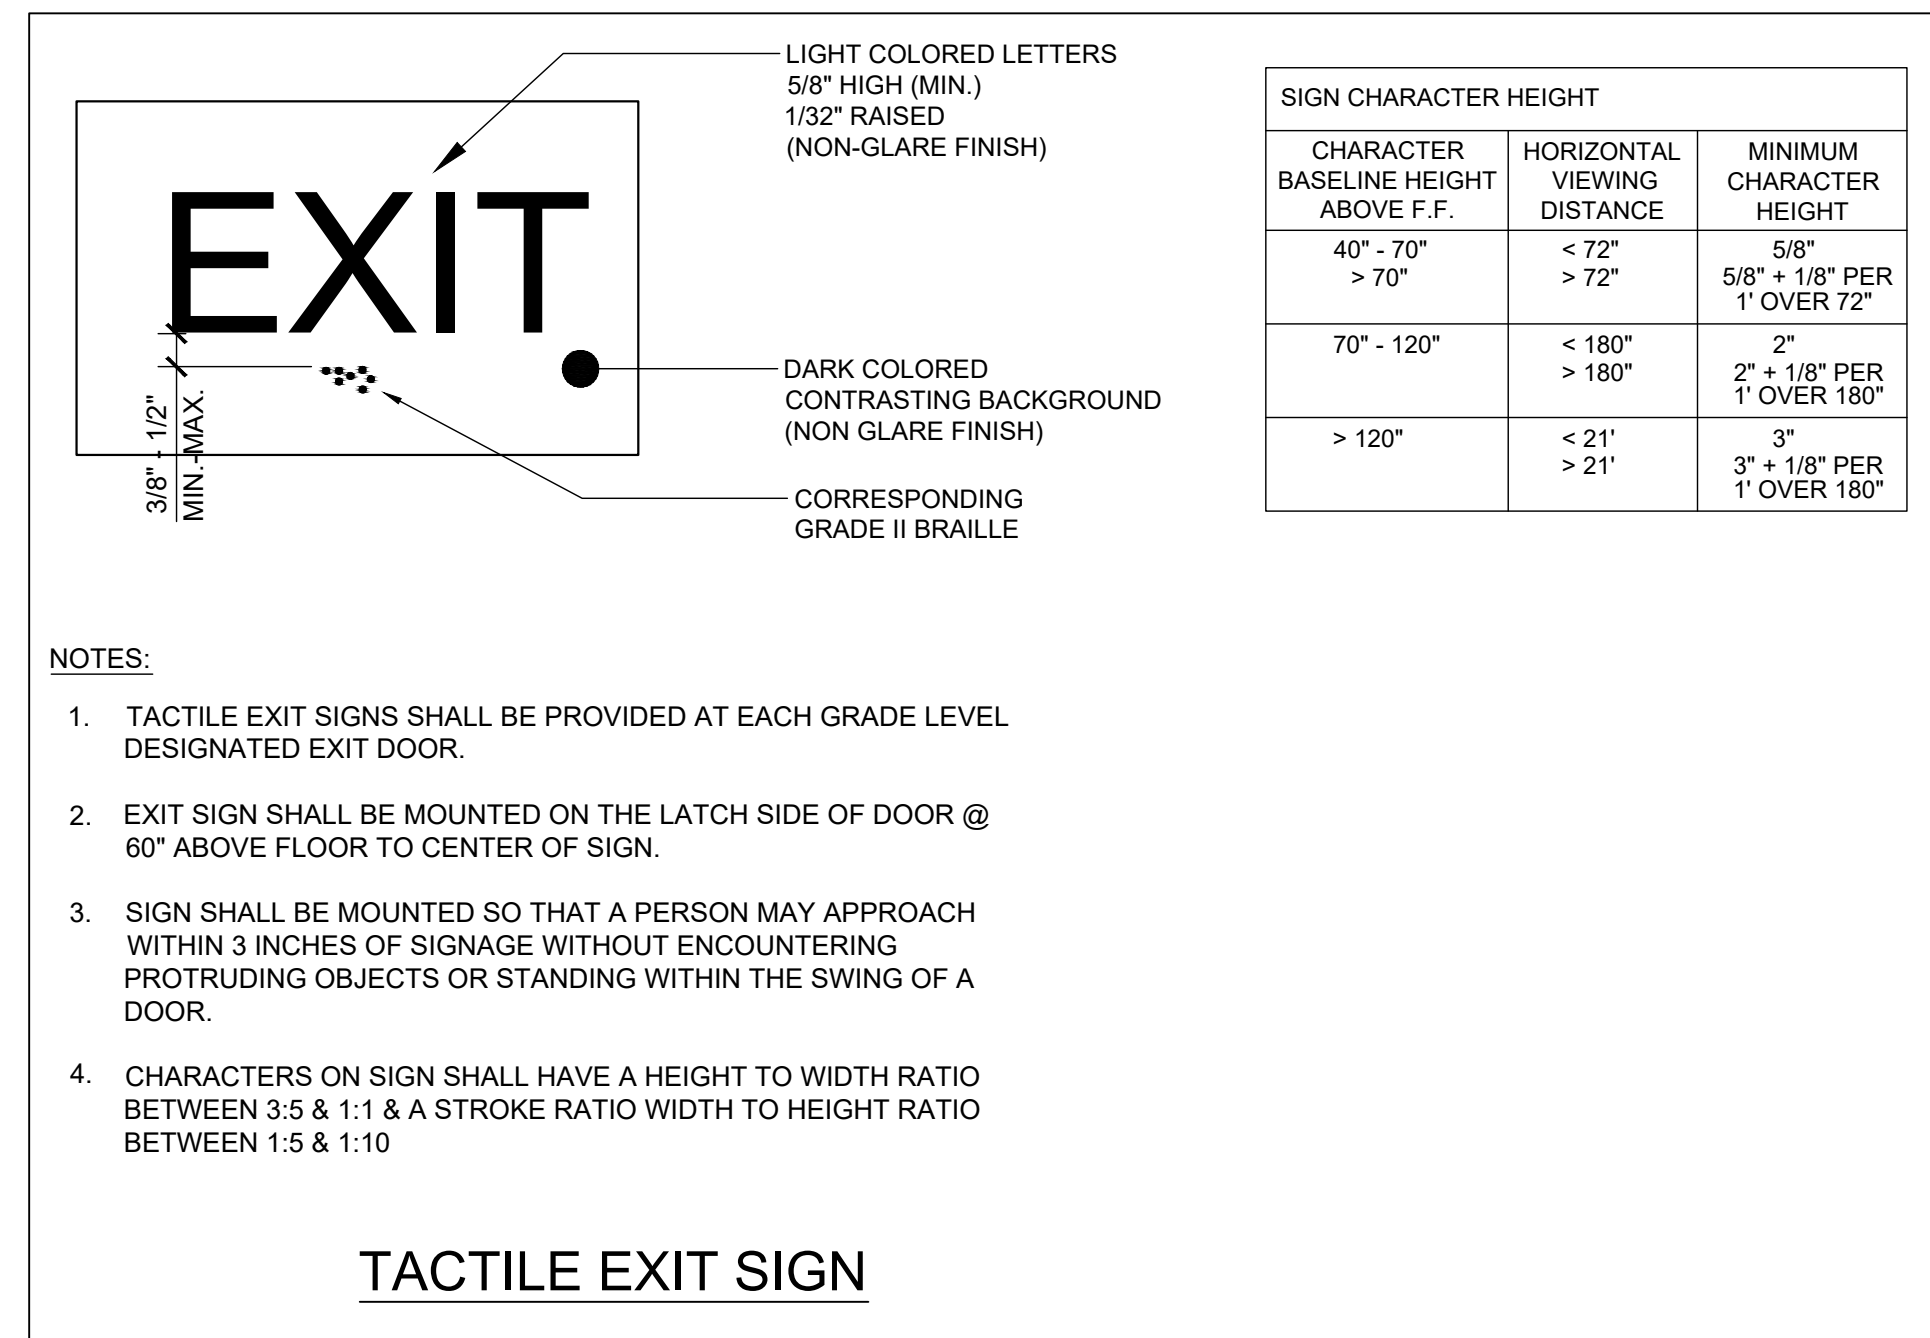 LIGHT COLORED LETTERS
5/8" HIGH (MIN.)
1/32" RAISED
(NON-GLARE FINISH)
EXIT
3/8" - 1/2"
MIN.-MAX.
DARK COLORED
CONTRASTING BACKGROUND
(NON GLARE FINISH)
CORRESPONDING
GRADE II BRAILLE
SIGN CHARACTER HEIGHT
CHARACTER
BASELINE HEIGHT
ABOVE F.F.
HORIZONTAL
VIEWING
DISTANCE
MINIMUM
CHARACTER
HEIGHT
40" - 70"
> 70"
< 72"
> 72"
5/8"
5/8" + 1/8" PER
1' OVER 72"
70" - 120"
< 180"
> 180"
2"
2" + 1/8" PER
1' OVER 180"
> 120"
< 21'
> 21'
3"
3" + 1/8" PER
1' OVER 180"
NOTES:
1. TACTILE EXIT SIGNS SHALL BE PROVIDED AT EACH GRADE LEVEL
DESIGNATED EXIT DOOR.
2. EXIT SIGN SHALL BE MOUNTED ON THE LATCH SIDE OF DOOR @
60" ABOVE FLOOR TO CENTER OF SIGN.
3. SIGN SHALL BE MOUNTED SO THAT A PERSON MAY APPROACH
WITHIN 3 INCHES OF SIGNAGE WITHOUT ENCOUNTERING
PROTRUDING OBJECTS OR STANDING WITHIN THE SWING OF A
DOOR.
4. CHARACTERS ON SIGN SHALL HAVE A HEIGHT TO WIDTH RATIO
BETWEEN 3:5 & 1:1 & A STROKE RATIO WIDTH TO HEIGHT RATIO
BETWEEN 1:5 & 1:10
TACTILE EXIT SIGN